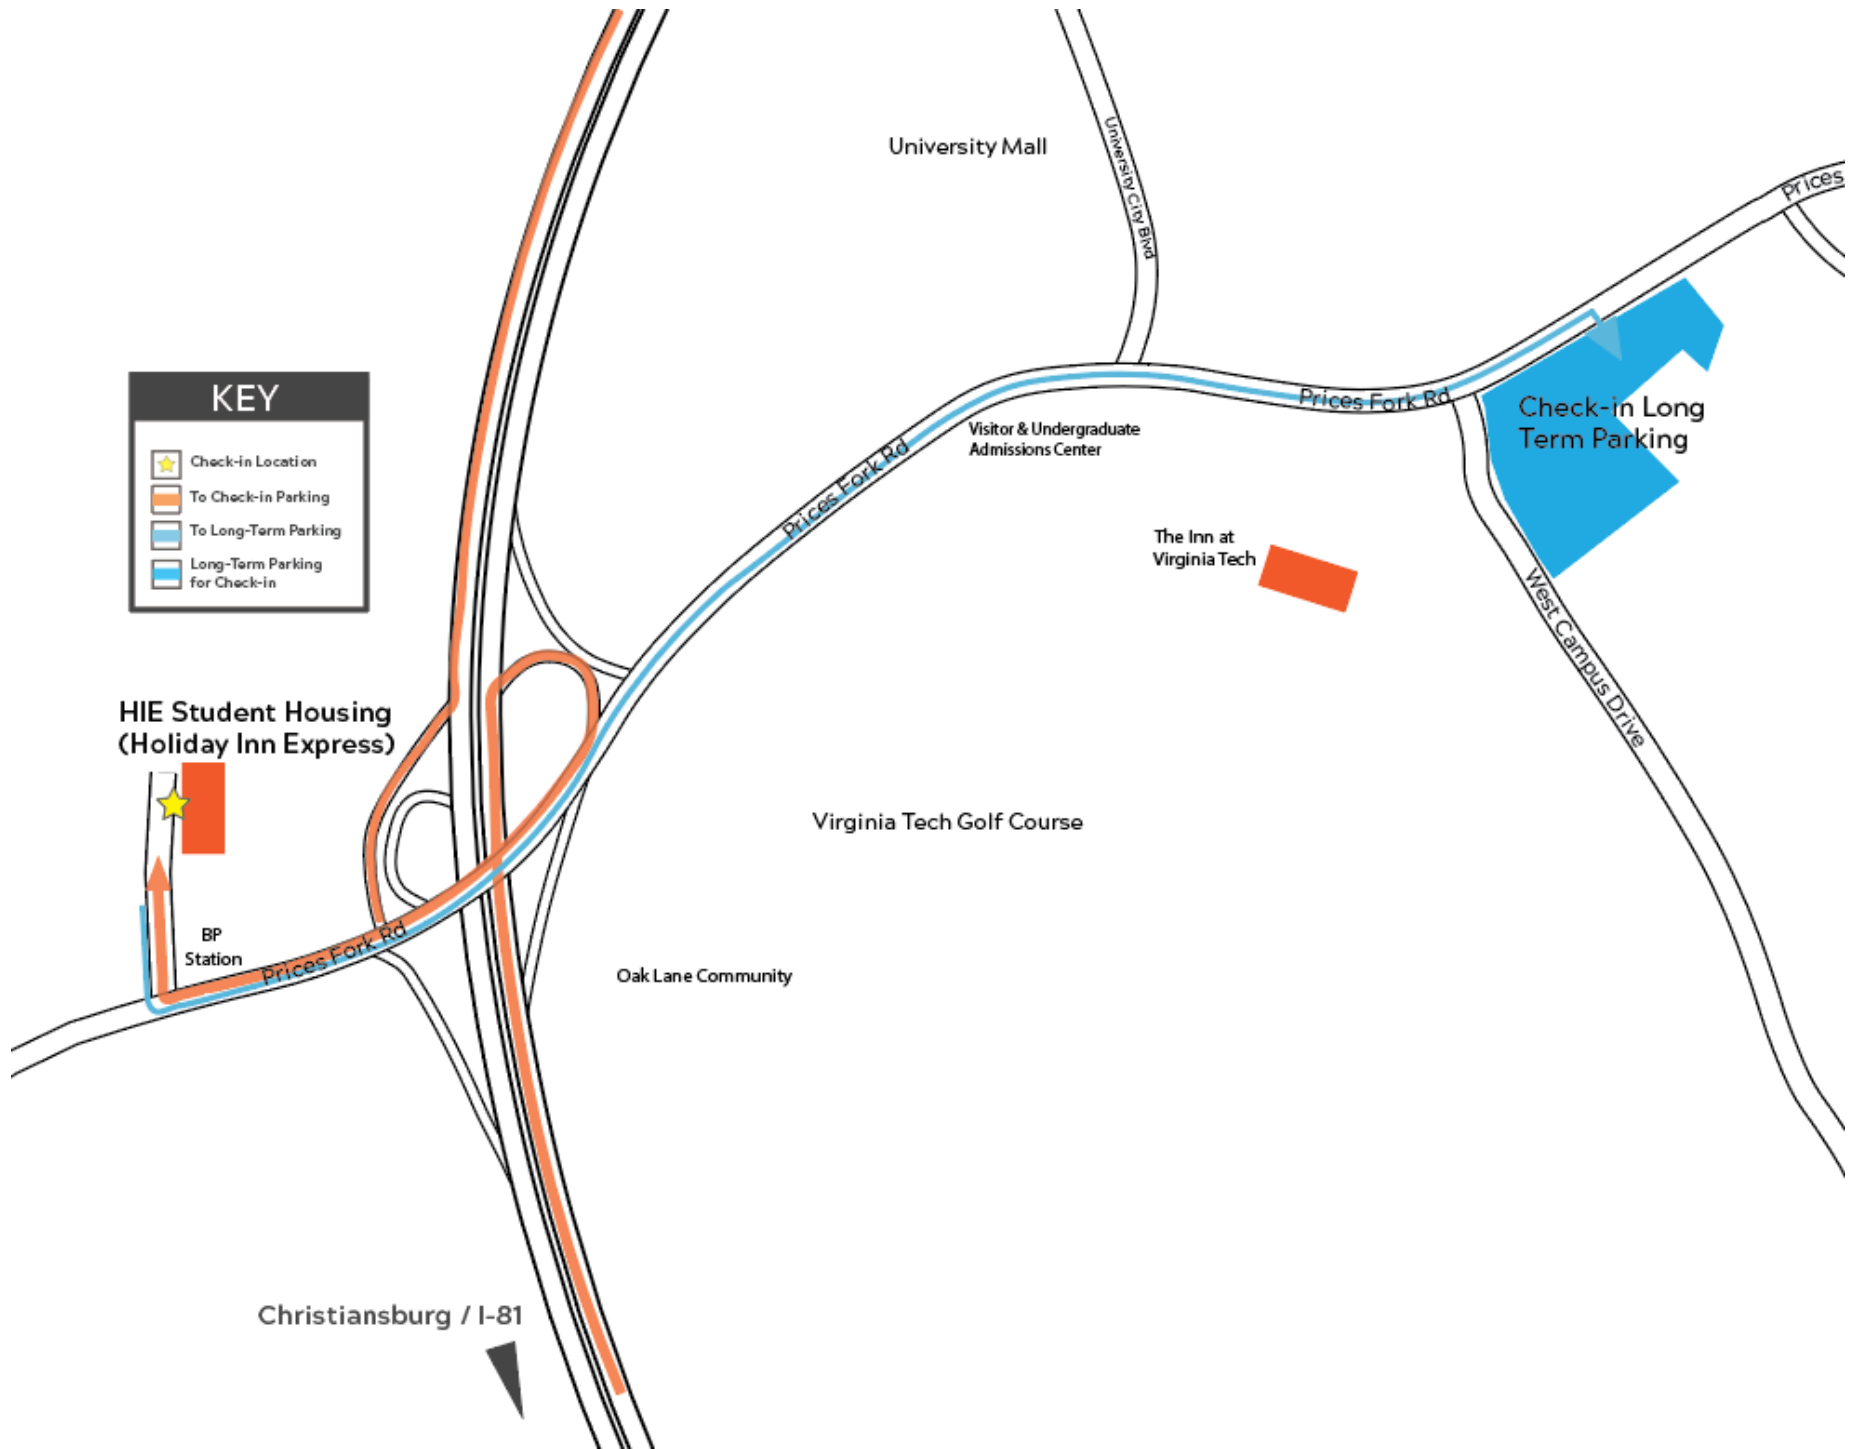 University Mall
University City Blvd
Prices
KEY
Check-in Location
To Check-in Parking
To Long-Term Parking
Long-Term Parking
for Check-in
Prices Fork Rd
Check-in Long
Term Parking
Visitor & Undergraduate
Admissions Center
Prices Fork Rd
The Inn at
Virginia Tech
West Campus Drive
HIE Student Housing
(Holiday Inn Express)
Virginia Tech Golf Course
BP
Station
Prices Fork Rd
Oak Lane Community
Christiansburg / I-81